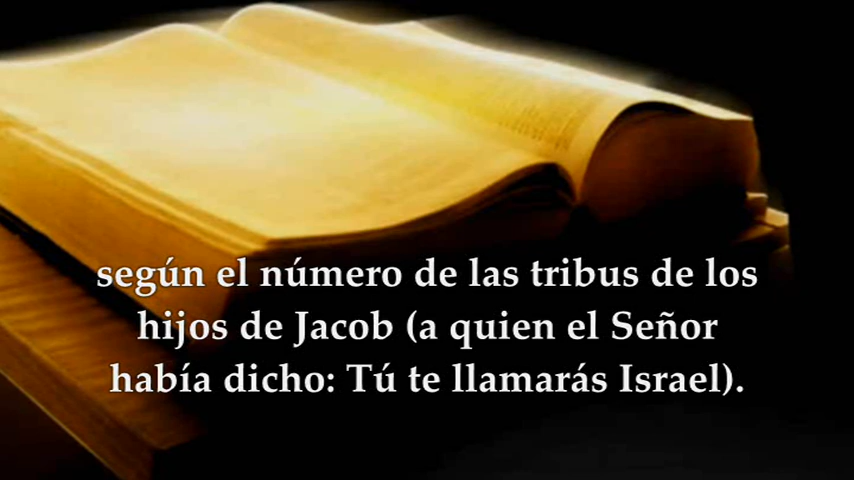 según el número de las tribus de los
hijos de Jacob (a quien el Señor
había dicho: Tú te llamarás Israel).